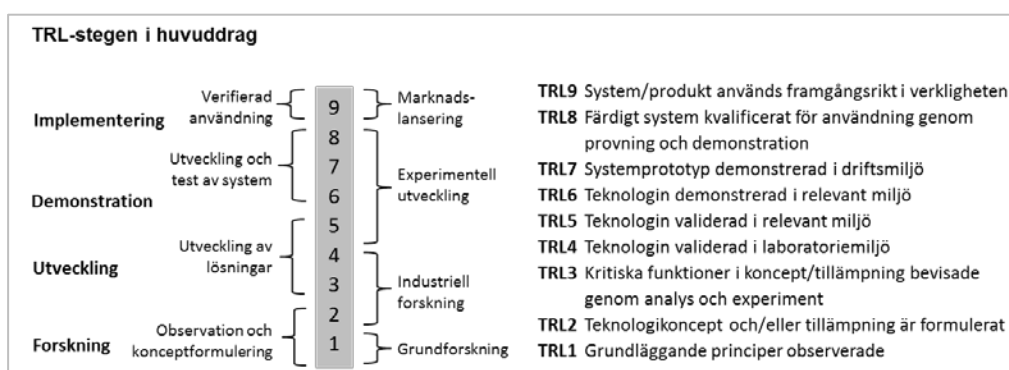 TRL-stegen i huvuddrag
Implementering
Demonstration
Utveckling
Forskning
Verifierad
användning
Utveckling och
test av system
Utveckling av
lösningar
Observation och
konceptformulering
9
8
7
6
5
4
3
2
1
Marknads-
lansering
Experimentell
utveckling
Industriell
forskning
Grundforskning
TRL9 System/produkt används framgångsrikt i verkligheten
TRL8 Färdigt system kvalificerat för användning genom
provning och demonstration
TRL7 Systemprototyp demonstrerad i driftsmiljö
TRL6 Teknologin demonstrerad i relevant miljö
TRL5 Teknologin validerad i relevant miljö
TRL4 Teknologin validerad i laboratoriemiljö
TRL3 Kritiska funktioner i koncept/tillämpning bevisade
genom analys och experiment
TRL2 Teknologikoncept och/eller tillämpning är formulerat
TRL1 Grundläggande principer observerade